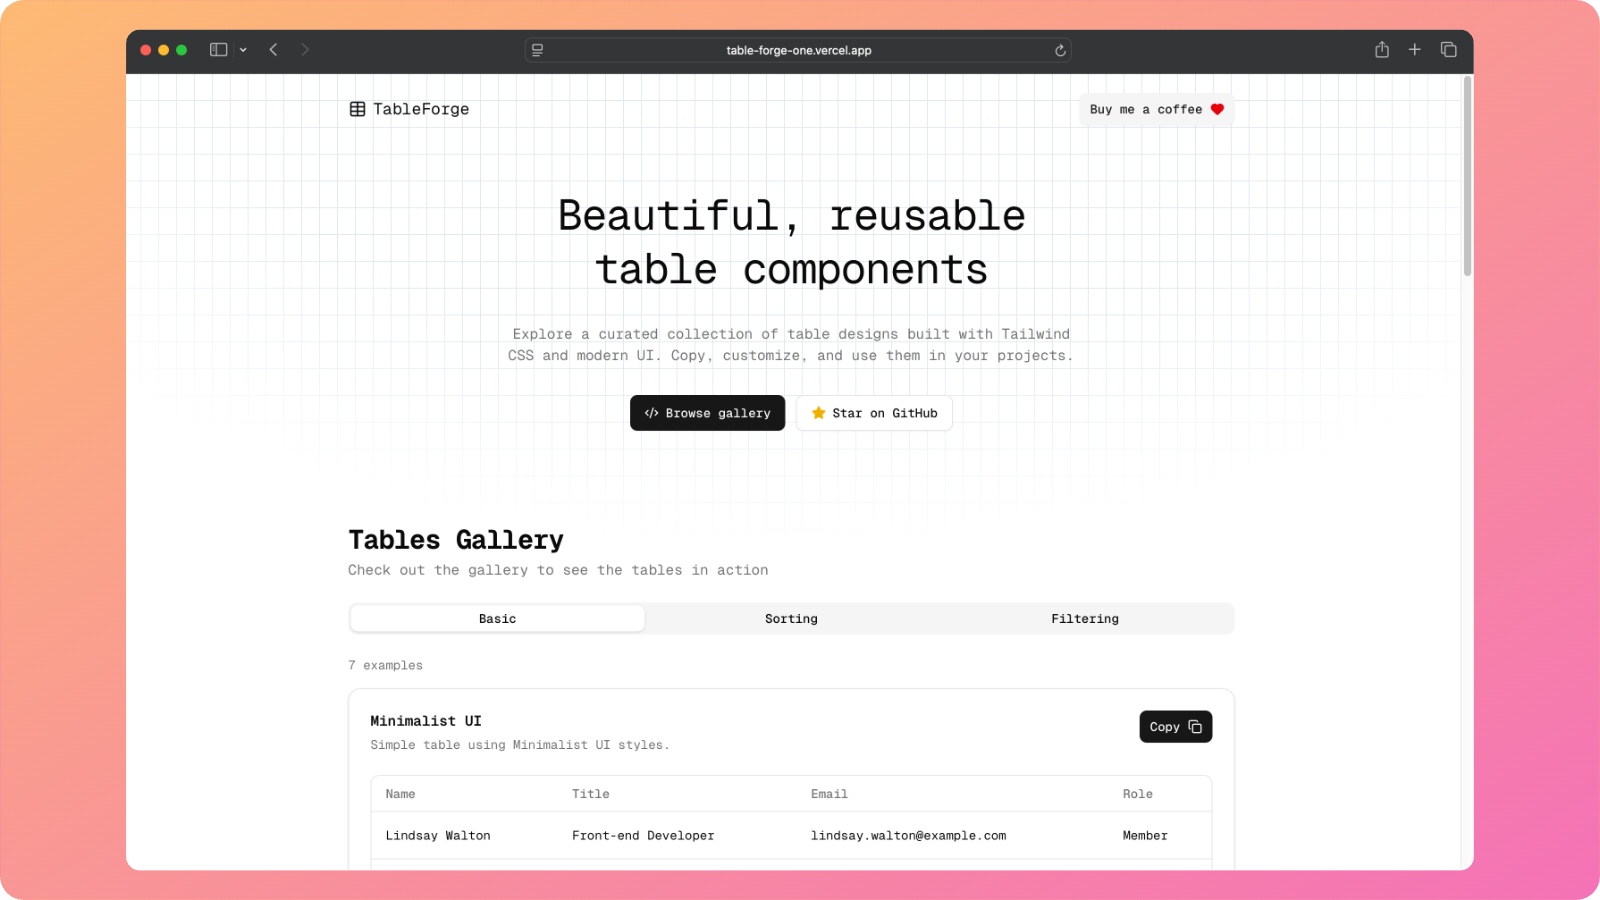 table-forge-one.vercel.app
TableForge
Buy me a coffee
Beautiful, reusable
table components
Explore a curated collection of table designs built with Tailwind
CSS and modern UI. Copy, customize, and use them in your projects.
</> Browse gallery
Star on GitHub
Tables Gallery
Check out the gallery to see the tables in action
Basic
Sorting
Filtering
7 examples
Minimalist UI
Simple table using Minimalist UI styles.
Copy
Name
Title
Email
Role
Lindsay Walton
Front-end Developer
lindsay.walton@example.com
Member